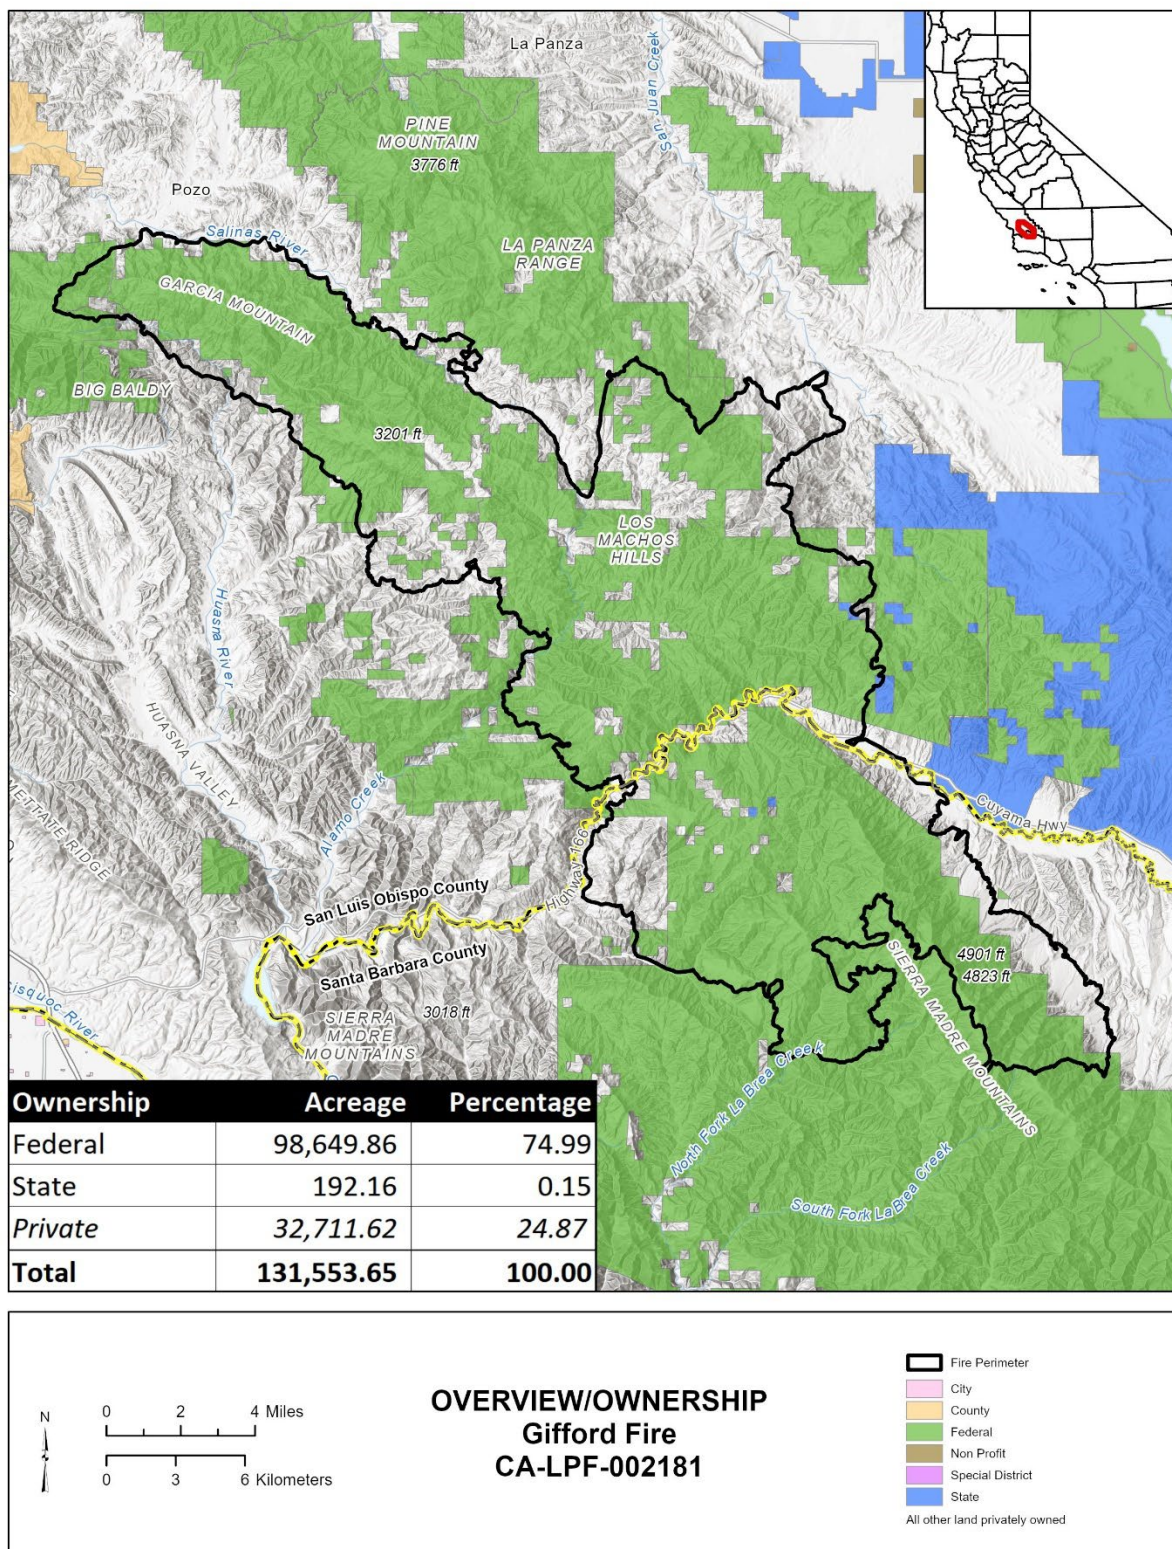 La Panza
San Juan Creek
PINE
MOUNTAIN
3776 ft
Pozo
Salinas River
LA PANZA
RANGE
GARCIA MOUNTAIN
BIG BALDY
3201 ft
LOS
MACHOS
HILLS
Huasna River
HUASNA VALLEY
METTATE RIDGE
Alamo Creek
Cuyama Hwy
Highway 166
San Luis Obispo County
Santa Barbara County
4901 ft
4823 ft
SIERRA MADRE MOUNTAINS
3018 ft
SIERRA
MADRE
MOUNTAINS
isquoc River
North Fork La Brea Creek
South Fork La Brea Creek
Ownership Acreage Percentage
Federal 98,649.86 74.99
State 192.16 0.15
Private 32,711.62 24.87
Total 131,553.65 100.00
N
0 2 4 Miles
0 3 6 Kilometers
OVERVIEW/OWNERSHIP
Gifford Fire
CA-LPF-002181
Fire Perimeter
City
County
Federal
Non Profit
Special District
State
All other land privately owned